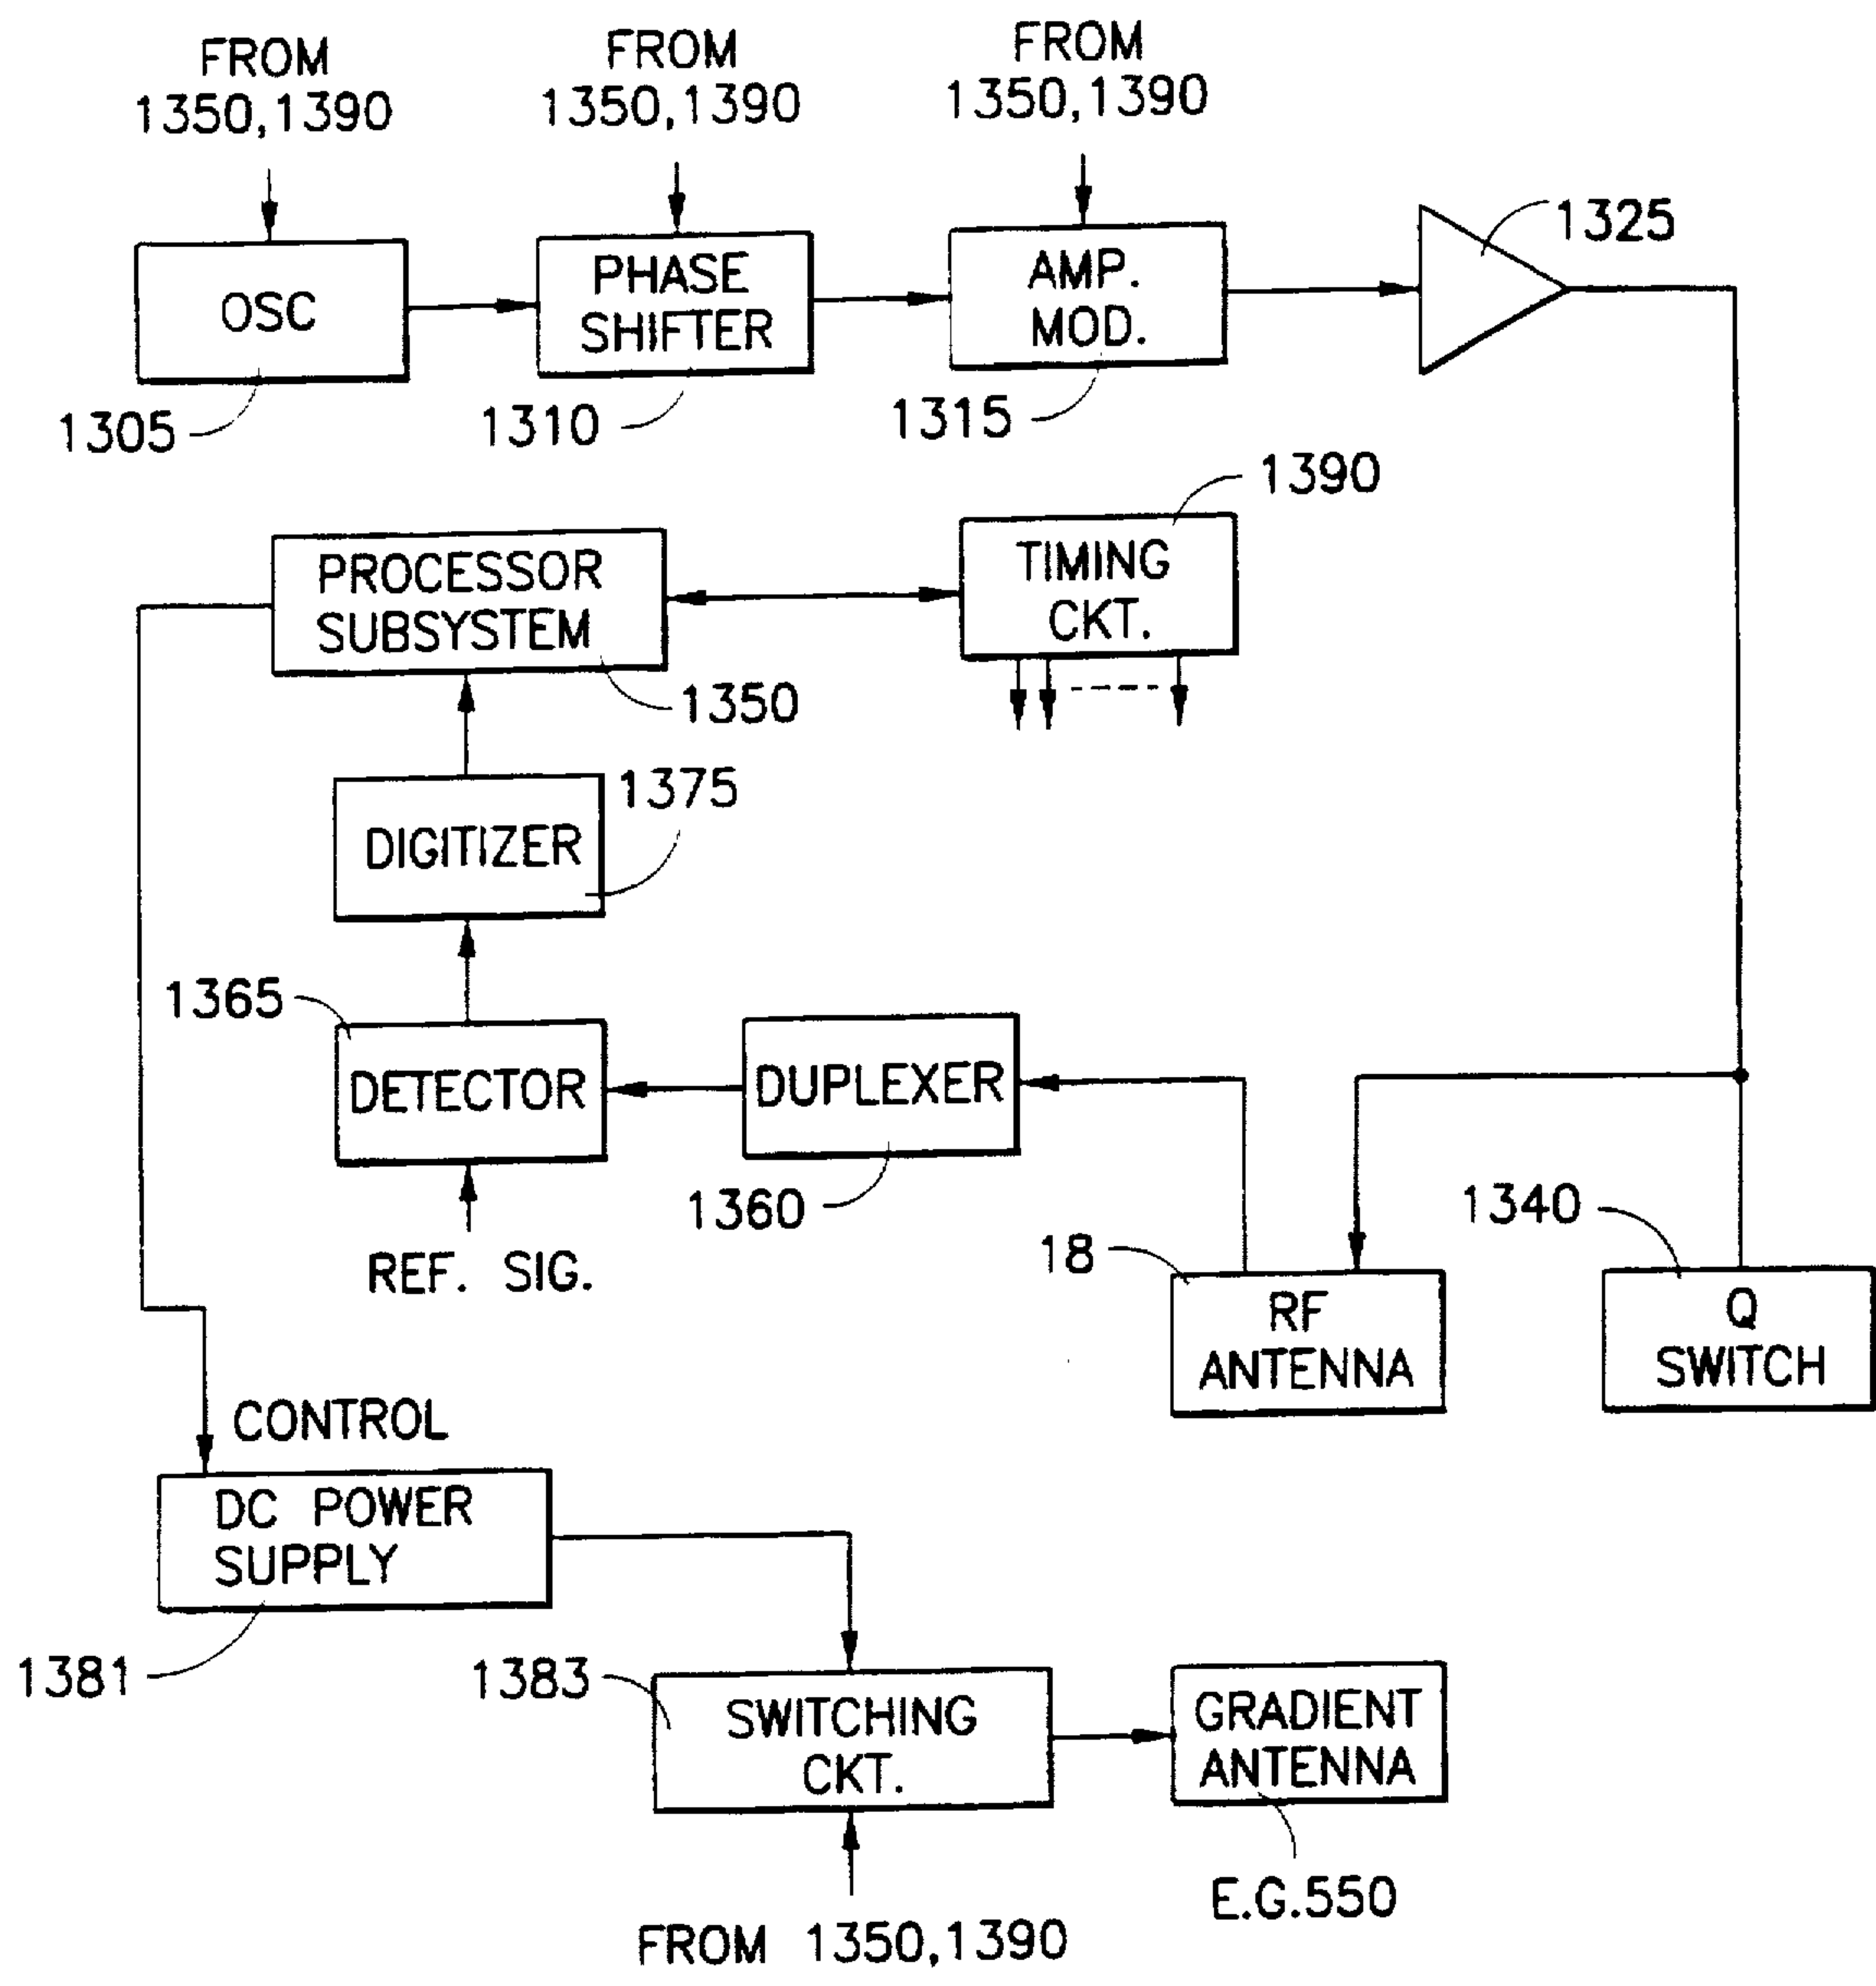 FROM
1350,1390
FROM
1350,1390
FROM
1350,1390
OSC
PHASE
SHIFTER
AMP.
MOD.
1325
1305
1310
1315
1390
PROCESSOR
SUBSYSTEM
TIMING
CKT.
1350
1375
DIGITIZER
1365
DETECTOR
DUPLEXER
1360
REF. SIG.
18
1340
RF
ANTENNA
Q
SWITCH
CONTROL
DC POWER
SUPPLY
1381
1383
SWITCHING
CKT.
GRADIENT
ANTENNA
E.G.550
FROM 1350,1390